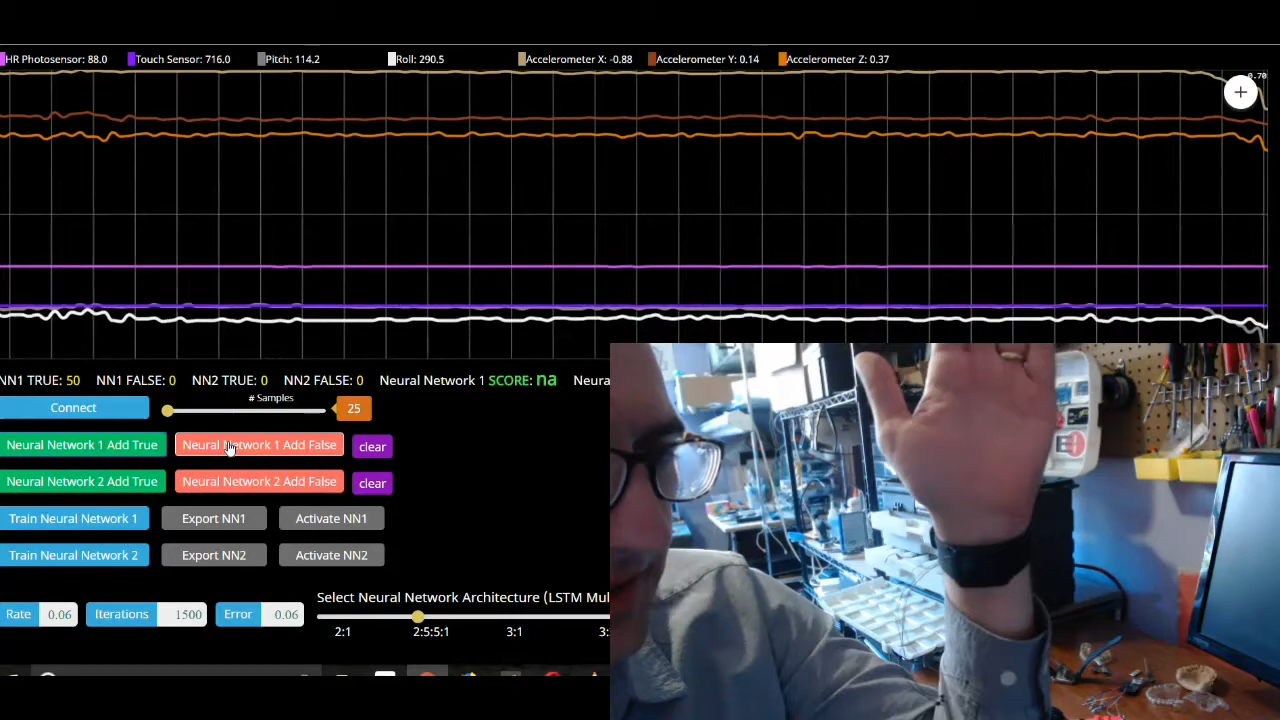 HR Photosensor: 88.0 Touch Sensor: 716.0 Pitch: 114.2 Roll: 290.5 Accelerometer X: -0.88 Accelerometer Y: 0.14 Accelerometer Z: 0.37
0.70
+
NN1 TRUE: 50 NN1 FALSE: 0 NN2 TRUE: 0 NN2 FALSE: 0 Neural Network 1 SCORE: na
# Samples
Connect 25
Neural Network 1 Add True Neural Network 1 Add False clear
Neural Network 2 Add True Neural Network 2 Add False clear
Train Neural Network 1 Export NN1 Activate NN1
Train Neural Network 2 Export NN2 Activate NN2
Select Neural Network Architecture (LSTM
Rate 0.06 Iterations 1500 Error 0.06
2:1 2:5:5:1 3:1